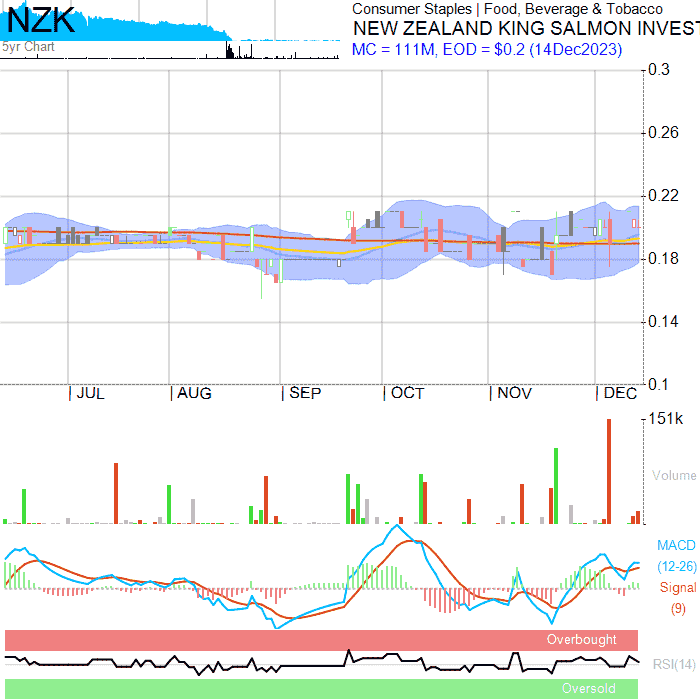 NZK
5yr Chart
Consumer Staples | Food, Beverage & Tobacco
NEW ZEALAND KING SALMON INVEST
MC = 111M, EOD = $0.2 (14Dec2023)
0.3
0.26
0.22
0.18
0.14
0.1
JUL AUG SEP OCT NOV DEC
151k
Volume
MACD
(12-26)
Signal
(9)
Overbought
RSI(14)
Oversold